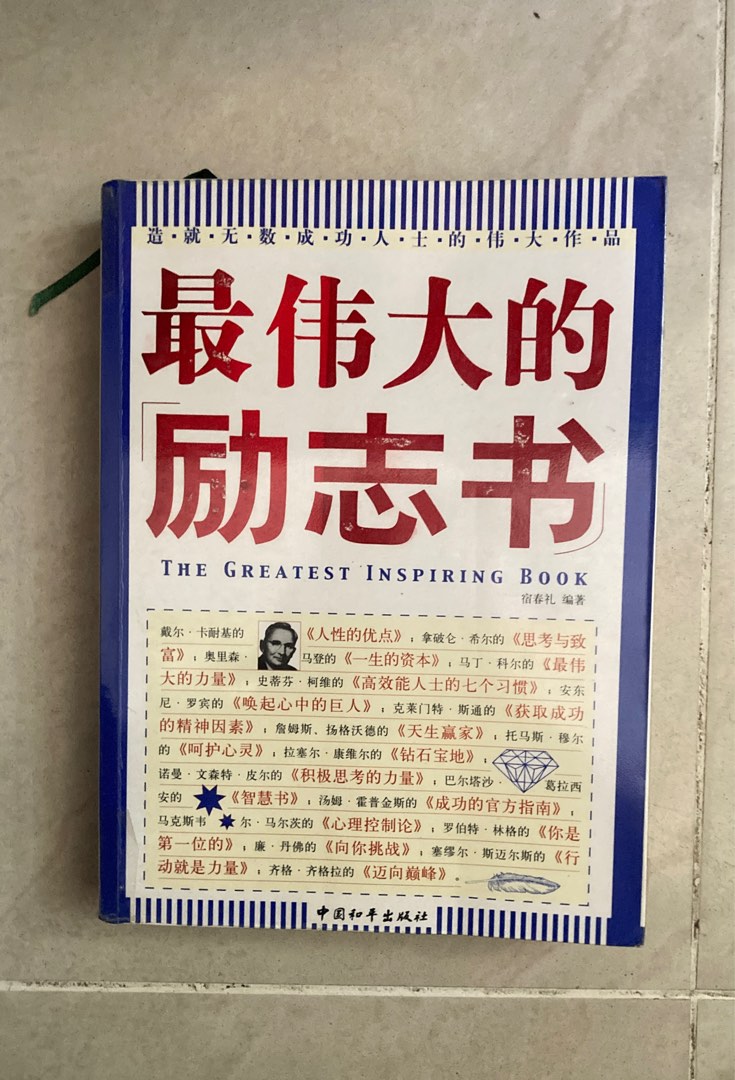 造·就·无·数·成·功·人·士·的·伟·大·作·品
最伟大的
「励志书」
THE GREATEST INSPIRING BOOK
宿春礼 编著
戴尔·卡耐基的《人性的优点》；拿破仑·希尔的《思考与致
富》；奥里森·马登的《一生的资本》；马丁·科尔的《最伟
大的力量》；史蒂芬·柯维的《高效能人士的七个习惯》；安东
尼·罗宾的《唤起心中的巨人》；克莱门特·斯通的《获取成功
的精神因素》；詹姆斯、扬格沃德的《天生赢家》；托马斯·穆尔
的《呵护心灵》；拉塞尔·康维尔的《钻石宝地》；
诺曼·文森特·皮尔的《积极思考的力量》；巴尔塔沙·葛拉西
安的《智慧书》；汤姆·霍普金斯的《成功的官方指南》；
马克斯韦尔·马尔茨的《心理控制论》；罗伯特·林格的《你是
第一位的》；廉·丹佛的《向你挑战》；塞缪尔·斯迈尔斯的《行
动就是力量》；齐格·齐格拉的《迈向巅峰》。
中国和平出版社